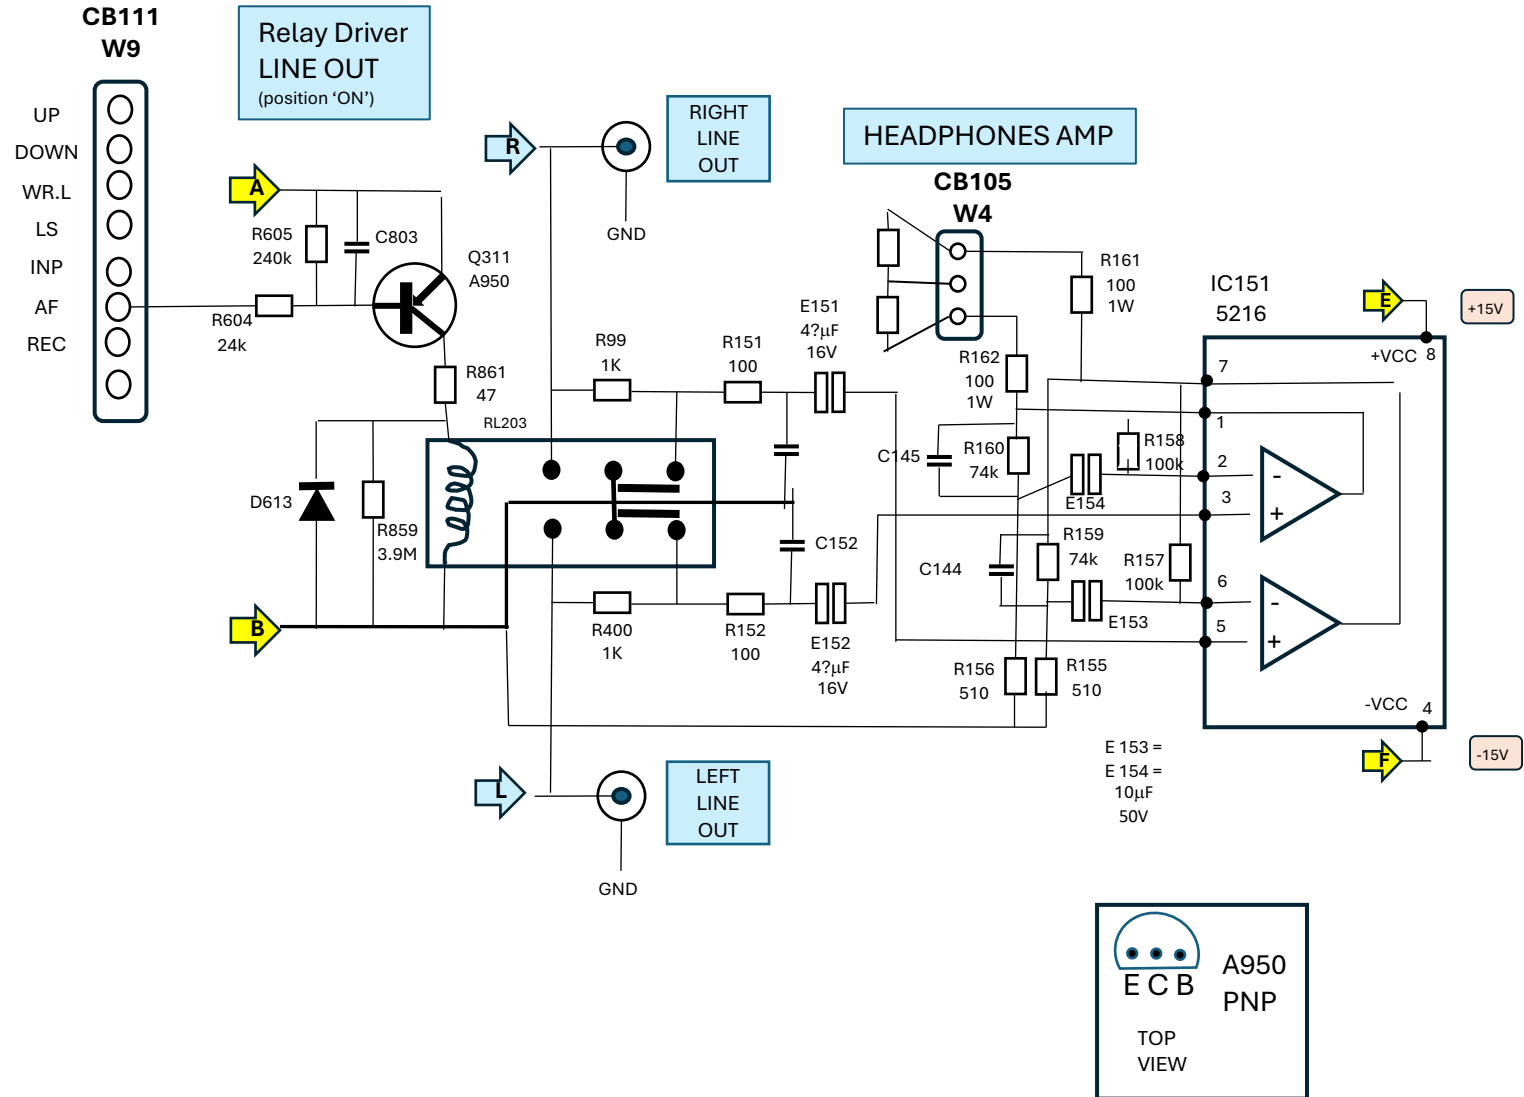 CB111
W9
UP
DOWN
WR.L
LS
INP
AF
REC
Relay Driver
LINE OUT
(position ‘ON’)
A
R605
240k
C803
Q311
A950
R604
24k
R861
47
RL203
D613
R859
3.9M
B
R
GND
RIGHT
LINE
OUT
R99
1K
R151
100
E151
4?µF
16V
C152
R400
1K
R152
100
E152
4?µF
16V
L
GND
LEFT
LINE
OUT
HEADPHONES AMP
CB105
W4
R161
100
1W
R162
100
1W
C145
R160
74k
E154
R158
100k
C144
R159
74k
R157
100k
E153
R156
510
R155
510
IC151
5216
E
+15V
+VCC 8
7
1
2
3
6
5
-
+
-
+
-VCC 4
F
-15V
E 153 =
E 154 =
10µF
50V
E C B
A950
PNP
TOP
VIEW